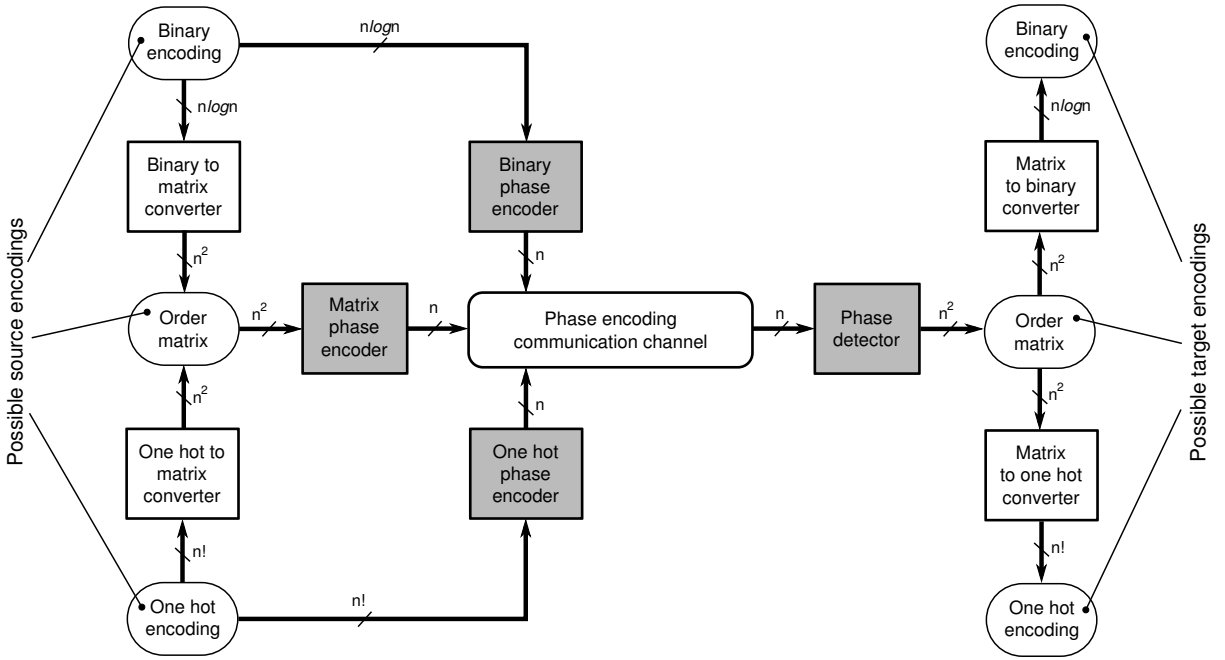 Binary
encoding
nlogn
nlogn
Binary to
matrix
converter
n²
Binary
phase
encoder
n
Order
matrix
n²
Matrix
phase
encoder
n
Phase encoding
communication channel
n
Phase
detector
n²
Order
matrix
n²
One hot to
matrix
converter
n
One hot
phase
encoder
n!
n!
One hot
encoding
Binary
encoding
nlogn
Matrix
to binary
converter
n²
n²
Matrix
to one hot
converter
n!
One hot
encoding
Possible source encodings
Possible target encodings